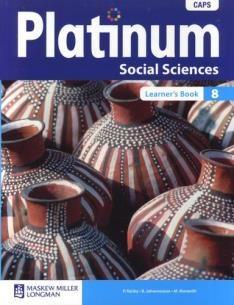 CAPS
Platinum
Social Sciences
Learner's Book 8
MASKEW MILLER
LONGMAN